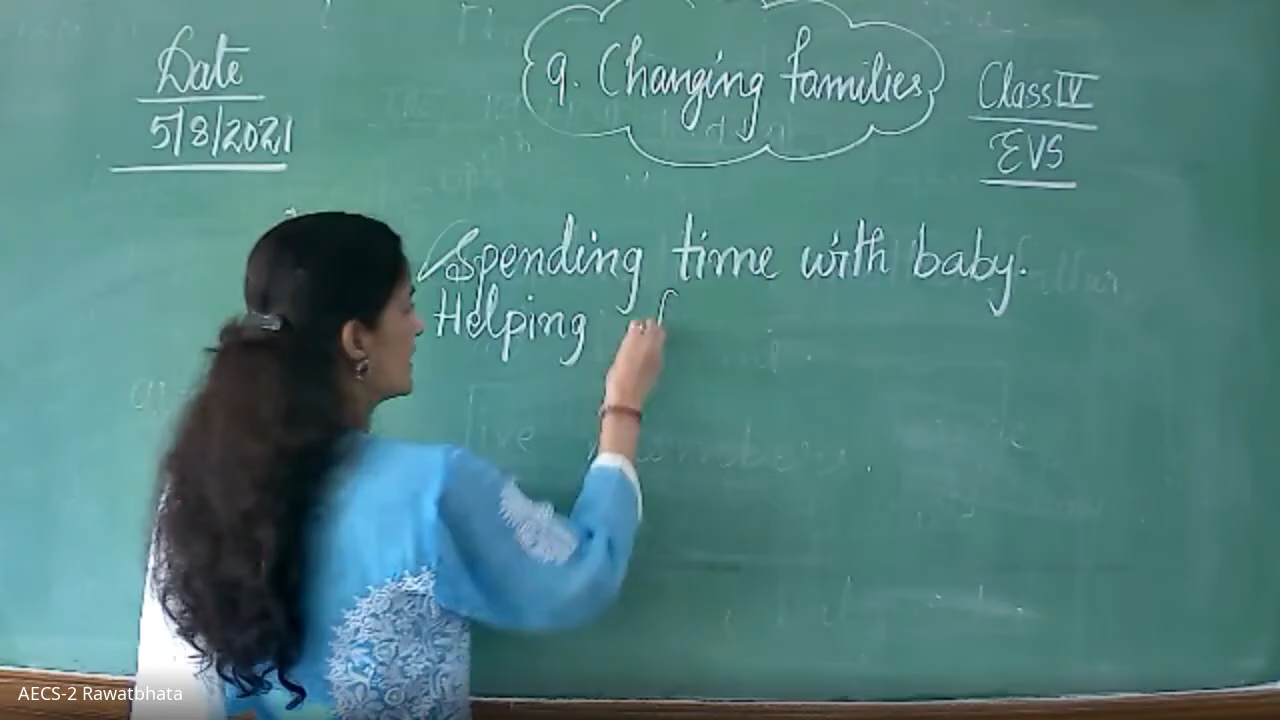 Date
5/8/2021
9. Changing families
Class IV
EVS
Spending time with baby.
Helping f
AECS-2 Rawatbhata